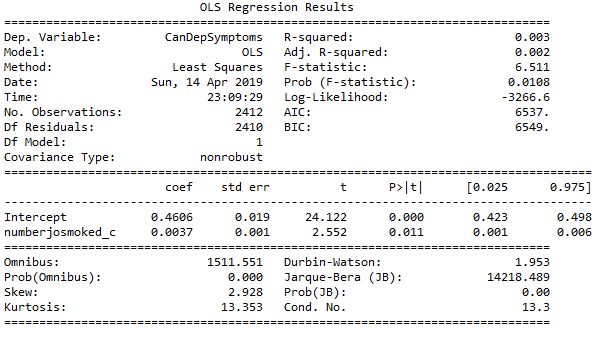 OLS Regression Results
==============================================================================
Dep. Variable:         CanDepSymptoms   R-squared:                       0.003
Model:                            OLS   Adj. R-squared:                  0.002
Method:                 Least Squares   F-statistic:                     6.511
Date:                Sun, 14 Apr 2019   Prob (F-statistic):             0.0108
Time:                        23:09:29   Log-Likelihood:                -3266.6
No. Observations:                2412   AIC:                             6537.
Df Residuals:                    2410   BIC:                             6549.
Df Model:                           1
Covariance Type:            nonrobust
====================================================================================
                       coef    std err          t      P>|t|      [0.025      0.975]
------------------------------------------------------------------------------------
Intercept            0.4606      0.019     24.122      0.000       0.423       0.498
numberjosmoked_c     0.0037      0.001      2.552      0.011       0.001       0.006
==============================================================================
Omnibus:                     1511.551   Durbin-Watson:                   1.953
Prob(Omnibus):                  0.000   Jarque-Bera (JB):            14218.489
Skew:                           2.928   Prob(JB):                         0.00
Kurtosis:                      13.353   Cond. No.                         13.3
==============================================================================